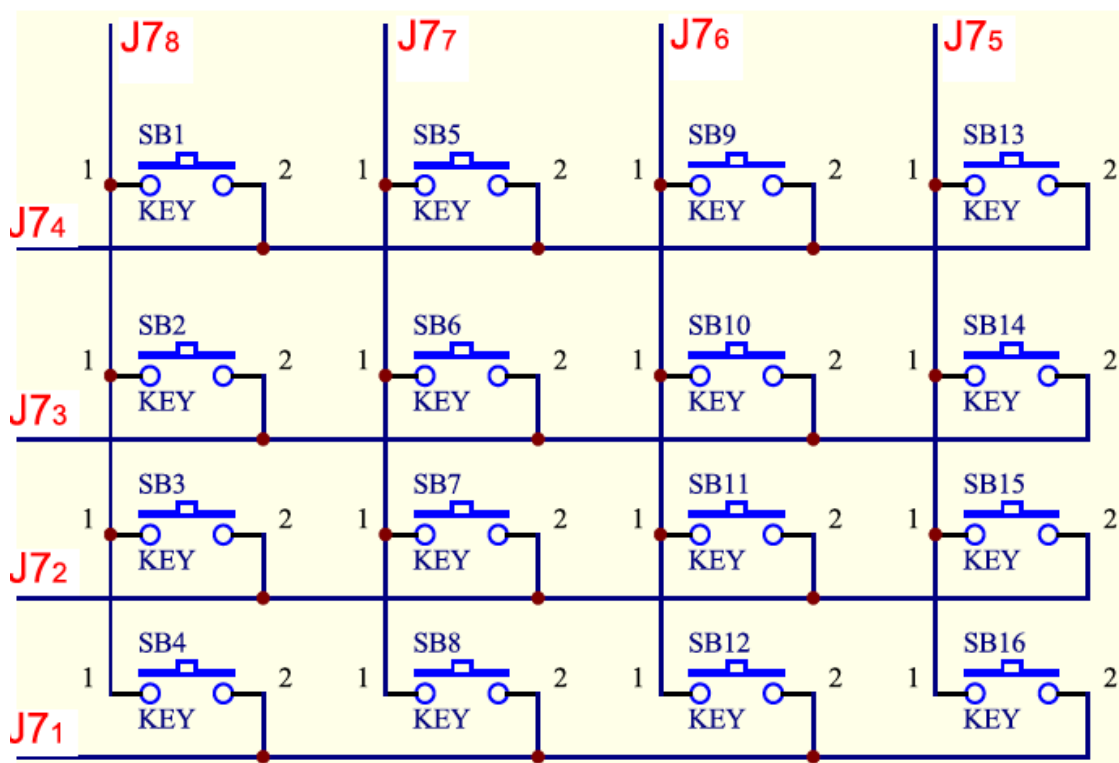 J78 J77 J76 J75
SB1 SB5 SB9 SB13
1 2 1 2 1 2 1 2
KEY KEY KEY KEY
J74
SB2 SB6 SB10 SB14
1 2 1 2 1 2 1 2
KEY KEY KEY KEY
J73
SB3 SB7 SB11 SB15
1 2 1 2 1 2 1 2
KEY KEY KEY KEY
J72
SB4 SB8 SB12 SB16
1 2 1 2 1 2 1 2
KEY KEY KEY KEY
J71